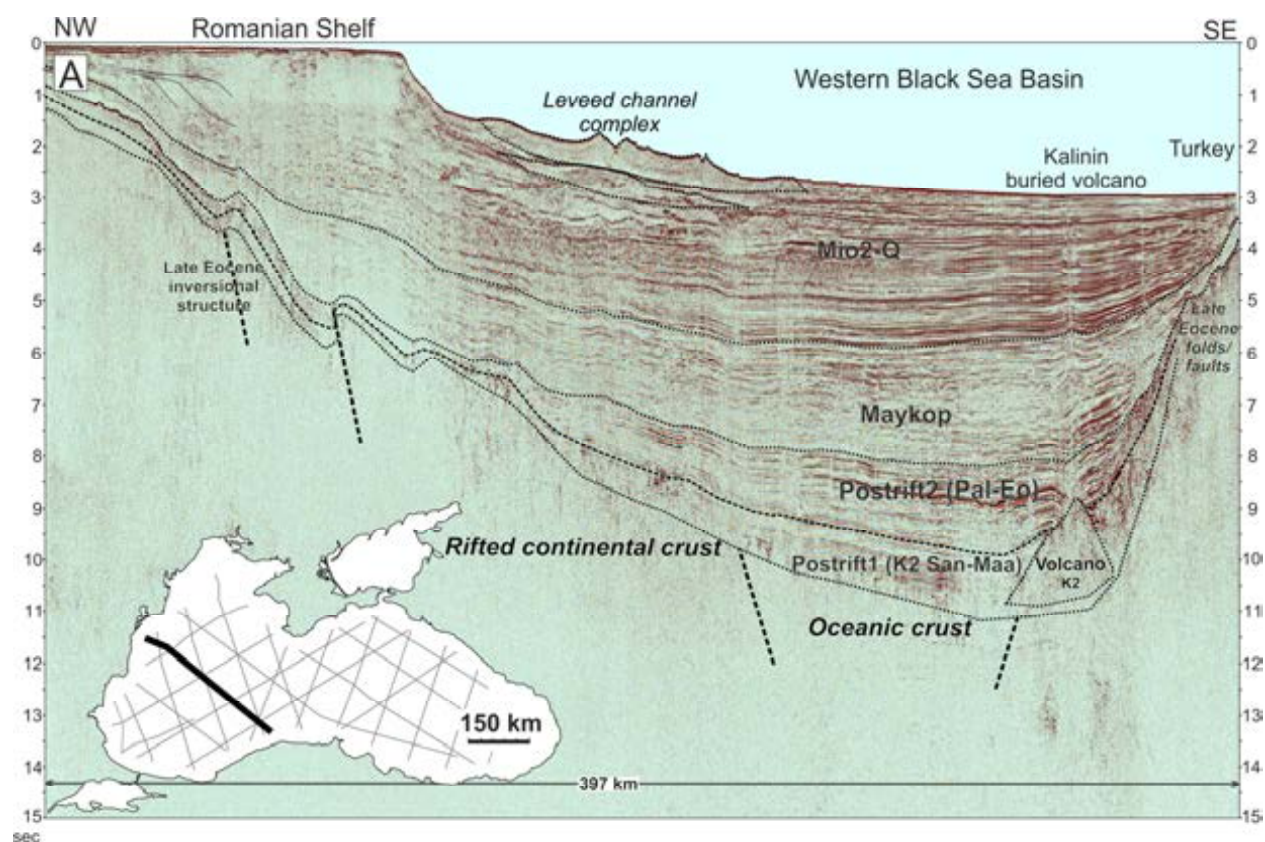 NW
Romanian Shelf
SE
A
Western Black Sea Basin
Leveed channel
complex
Turkey
Kalinin
buried volcano
Mio2-Q
Late Eocene
inversional
structure
Late
Eocene
folds/
faults
Maykop
Postrift2 (Pal-Eo)
Rifted continental crust
Postrift1 (K2 San-Maa)
Volcano
K2
Oceanic crust
150 km
397 km
0
1
2
3
4
5
6
7
8
9
10
11
12
13
14
15
sec
0
1
2
3
4
5
6
7
8
9
10
11
12
13
14
15